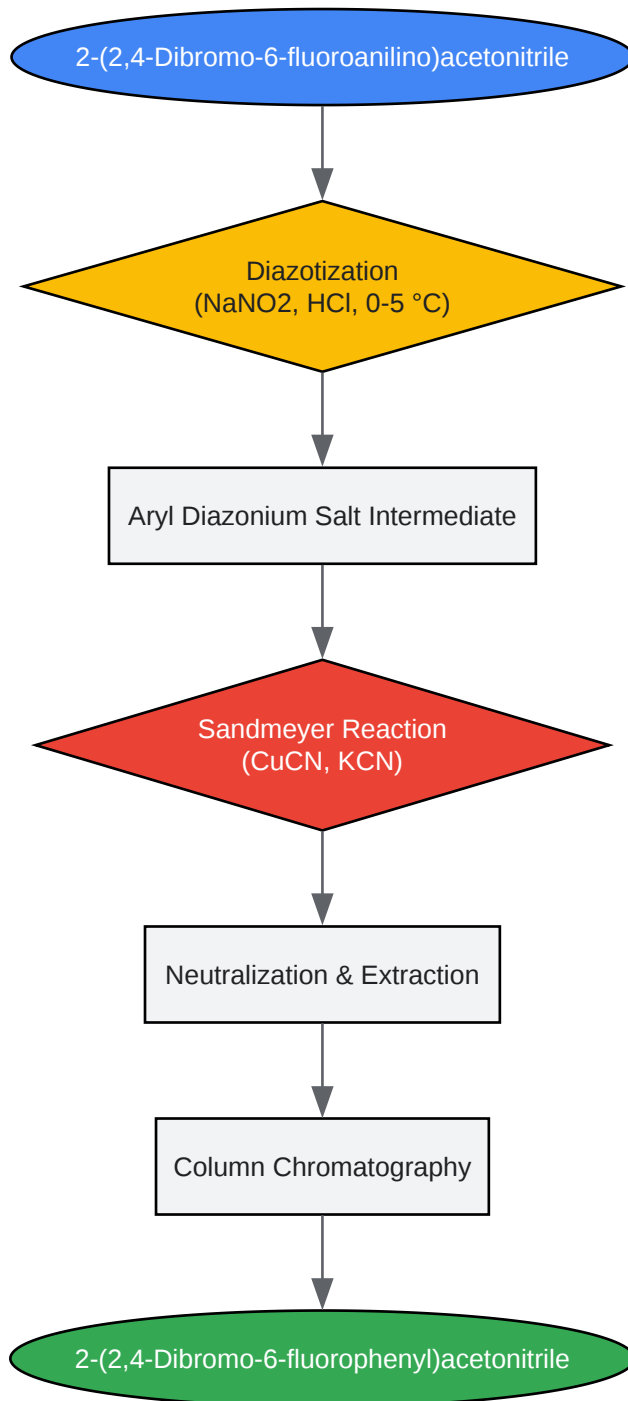 2-(2,4-Dibromo-6-fluoroanilino)acetonitrile
Diazotization
(NaNO2, HCl, 0-5 °C)
Aryl Diazonium Salt Intermediate
Sandmeyer Reaction
(CuCN, KCN)
Neutralization & Extraction
Column Chromatography
2-(2,4-Dibromo-6-fluorophenyl)acetonitrile